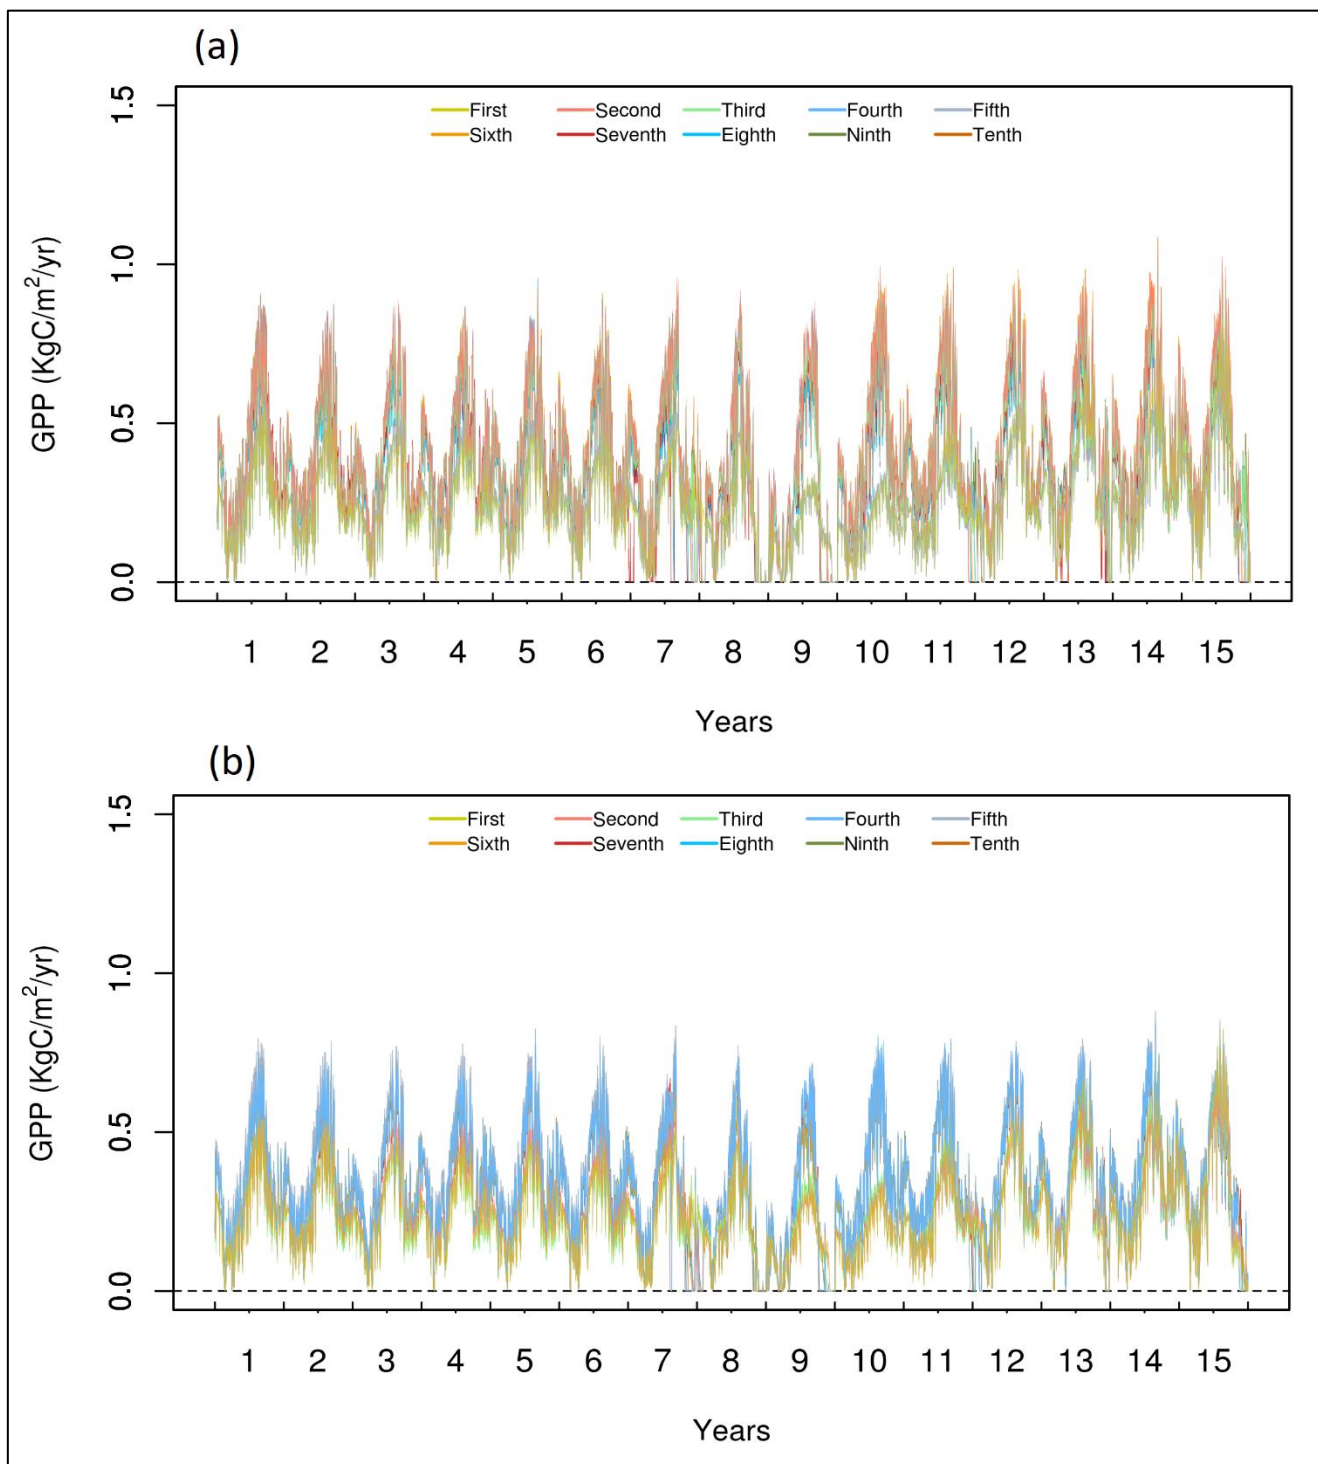 (a)
1.5
First Second Third Fourth Fifth
Sixth Seventh Eighth Ninth Tenth
1.0
GPP (KgC/m²/yr)
0.5
0.0
1 2 3 4 5 6 7 8 9 10 11 12 13 14 15
Years
(b)
1.5
First Second Third Fourth Fifth
Sixth Seventh Eighth Ninth Tenth
1.0
GPP (KgC/m²/yr)
0.5
0.0
1 2 3 4 5 6 7 8 9 10 11 12 13 14 15
Years